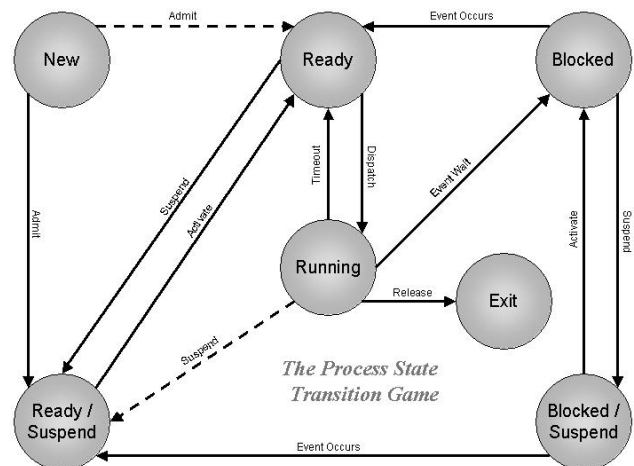 Admit
Event Occurs
New
Ready
Blocked
Suspend
Activate
Timeout
Dispatch
Event Wait
Activate
Suspend
Admit
Running
Release
Exit
Suspend
The Process State
Transition Game
Ready /
Suspend
Blocked /
Suspend
Event Occurs